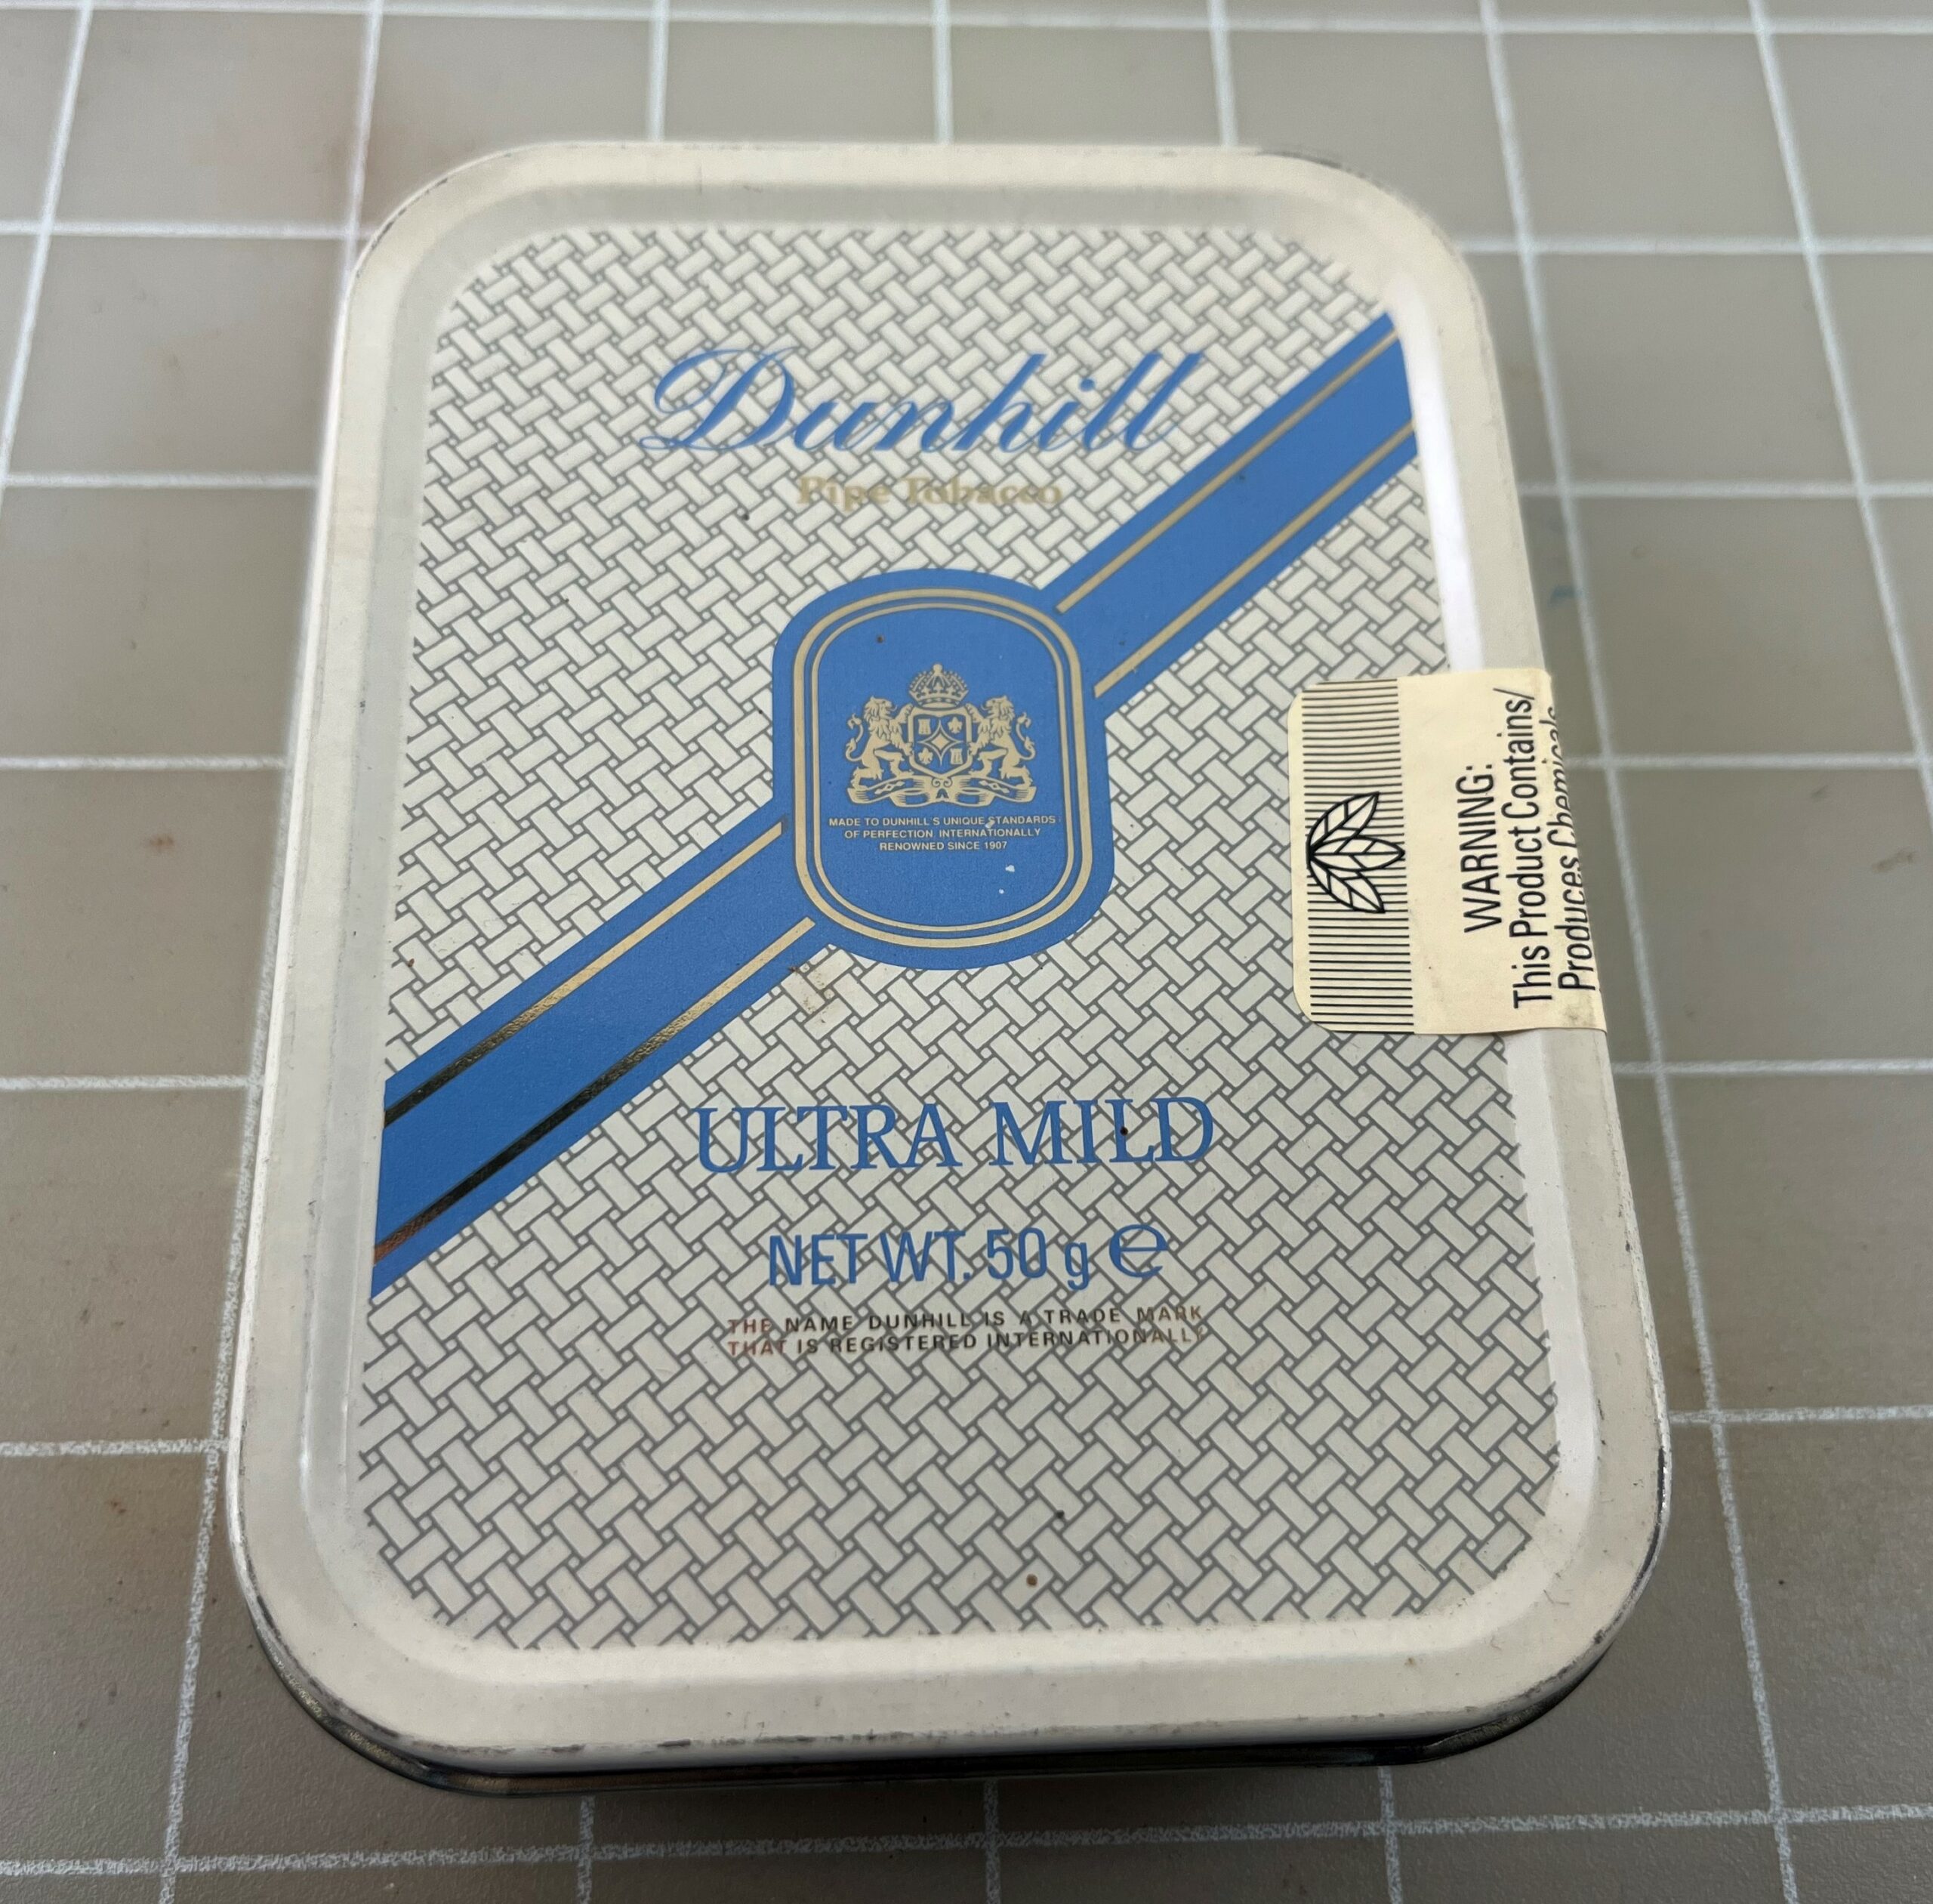 Dunhill
Pipe Tobacco
MADE TO DUNHILL'S UNIQUE STANDARDS
OF PERFECTION INTERNATIONALLY
RENOWNED SINCE 1907
WARNING:
This Product Contains/
Produces Chemicals
ULTRA MILD
NET WT. 50 g e
THE NAME DUNHILL IS A TRADE MARK
THAT IS REGISTERED INTERNATIONALLY